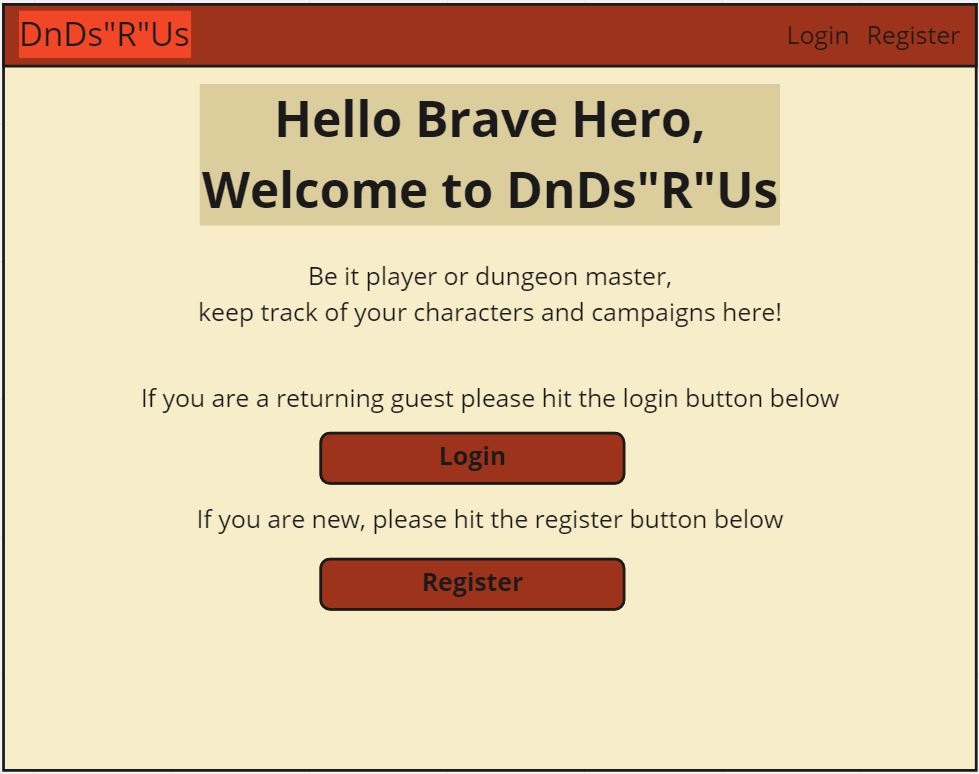 DnDs"R"Us
Login Register
Hello Brave Hero,
Welcome to DnDs"R"Us
Be it player or dungeon master,
keep track of your characters and campaigns here!
If you are a returning guest please hit the login button below
Login
If you are new, please hit the register button below
Register